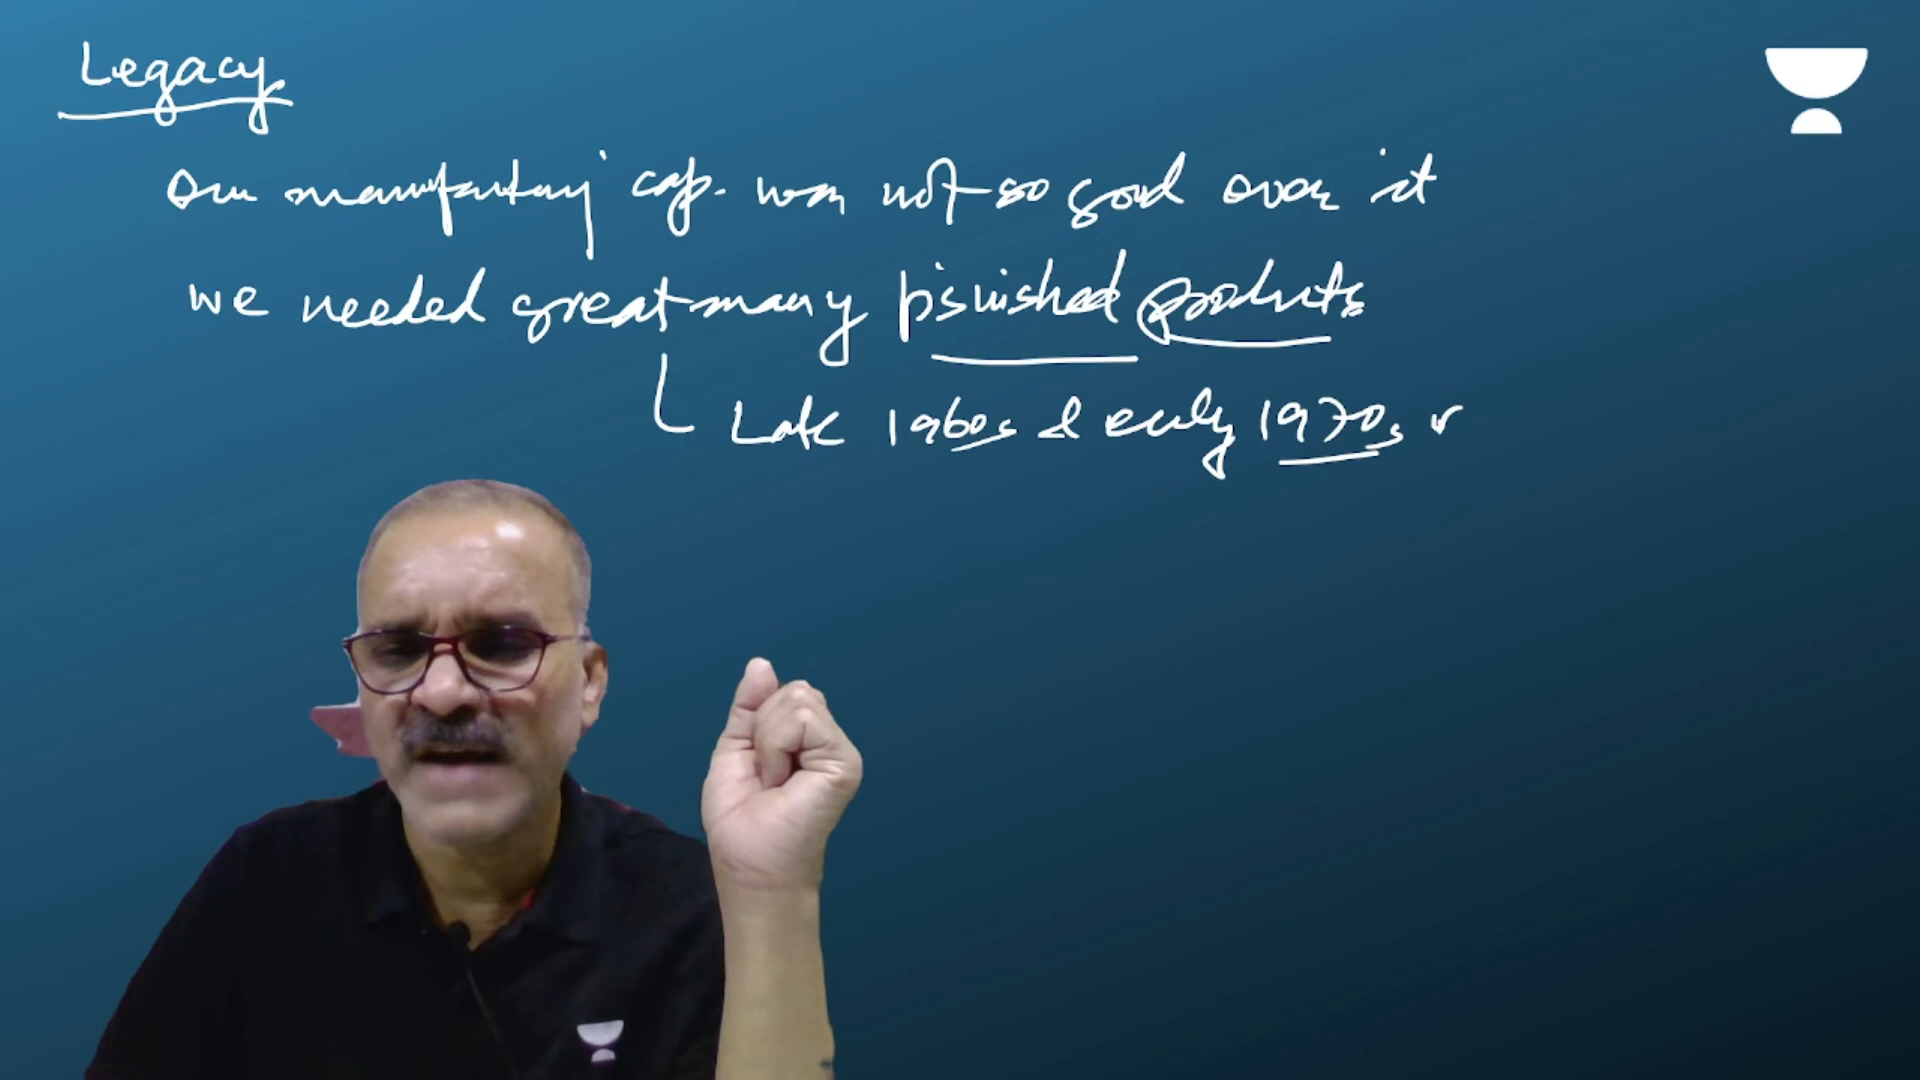 Legacy
Our manufacturing cap. was not so good over it
we needed great many finished products
Late 1960s & early 1970s